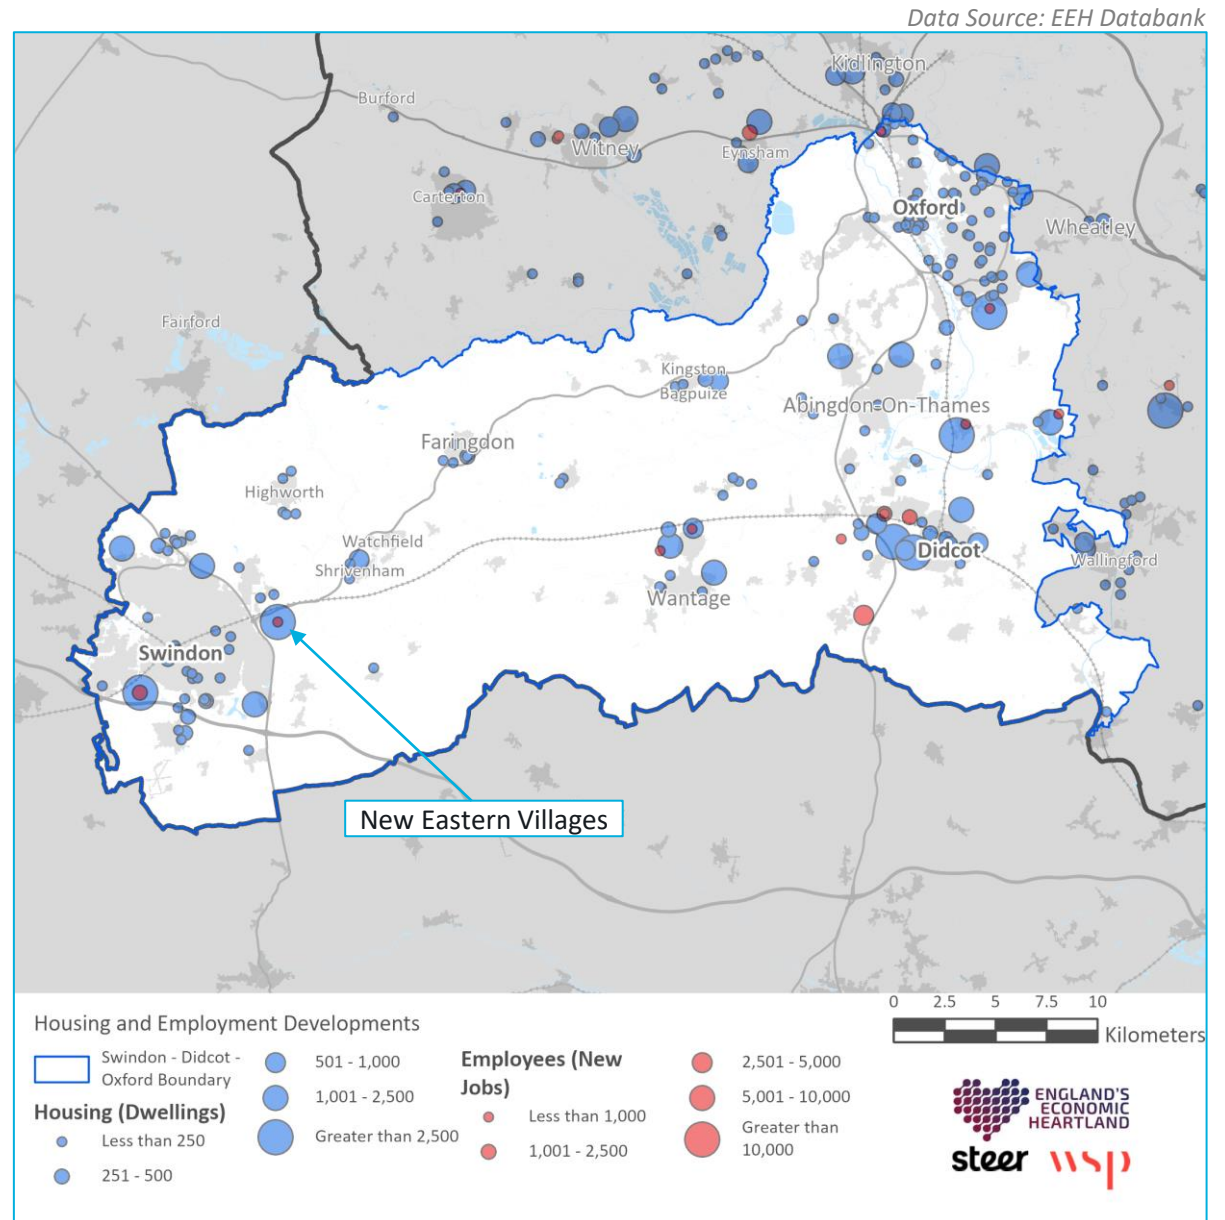 Data Source: EEH Databank
Kidlington
Burford
Witney
Eynsham
Carterton
Oxford
Wheatley
Fairford
Kingston
Bagpuize
Abingdon-On-Thames
Faringdon
Highworth
Watchfield
Shrivenham
Didcot
Wallingford
Wantage
Swindon
New Eastern Villages
0 2.5 5 7.5 10
Kilometers
Housing and Employment Developments
Swindon - Didcot -
Oxford Boundary
Housing (Dwellings)
Less than 250
251 - 500
501 - 1,000
1,001 - 2,500
Greater than 2,500
Employees (New
Jobs)
Less than 1,000
1,001 - 2,500
2,501 - 5,000
5,001 - 10,000
Greater than
10,000
ENGLAND'S
ECONOMIC
HEARTLAND
steer wsp